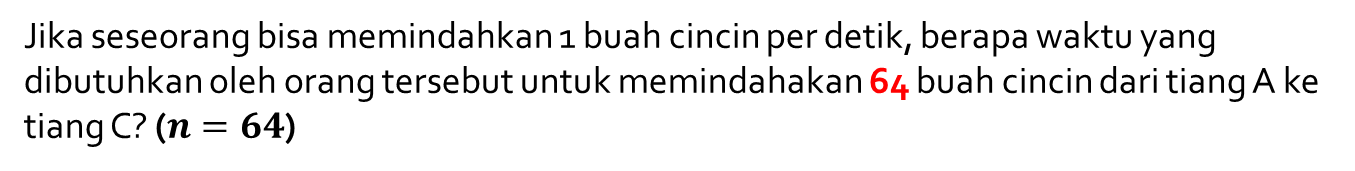 Jika seseorang bisa memindahkan 1 buah cincin per detik, berapa waktu yang
dibutuhkan oleh orang tersebut untuk memindahakan 64 buah cincin dari tiang A ke
tiang C? (n = 64)